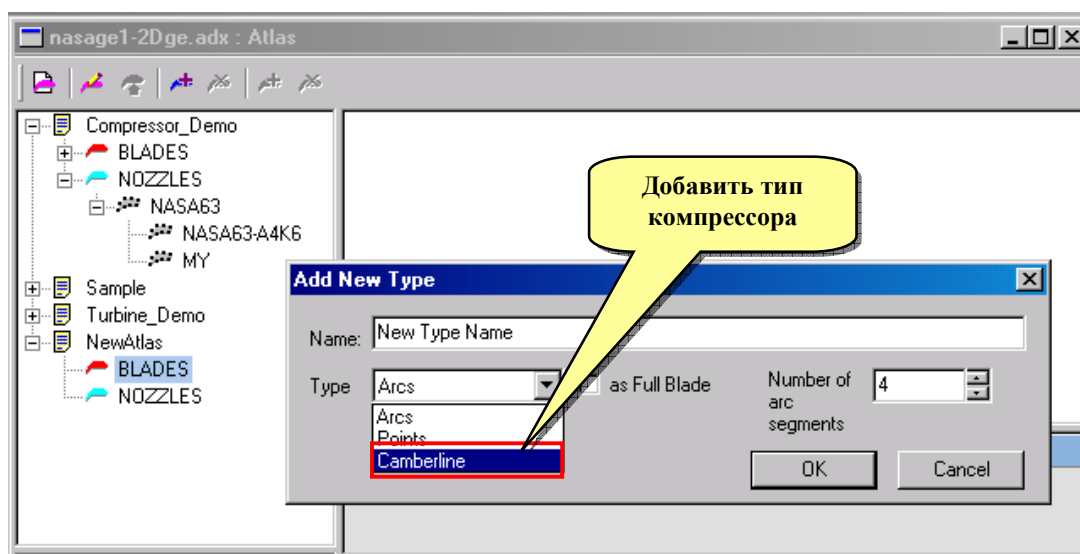 nasage1-2Dge.adx : Atlas
Compressor_Demo
BLADES
NOZZLES
NASA63
NASA63-A4K6
MY
Sample
Turbine_Demo
NewAtlas
BLADES
NOZZLES
Добавить тип
компрессора
Add New Type
Name: New Type Name
Type Arcs as Full Blade Number of 4
arc
segments
Arcs
Points
Camberline
OK Cancel